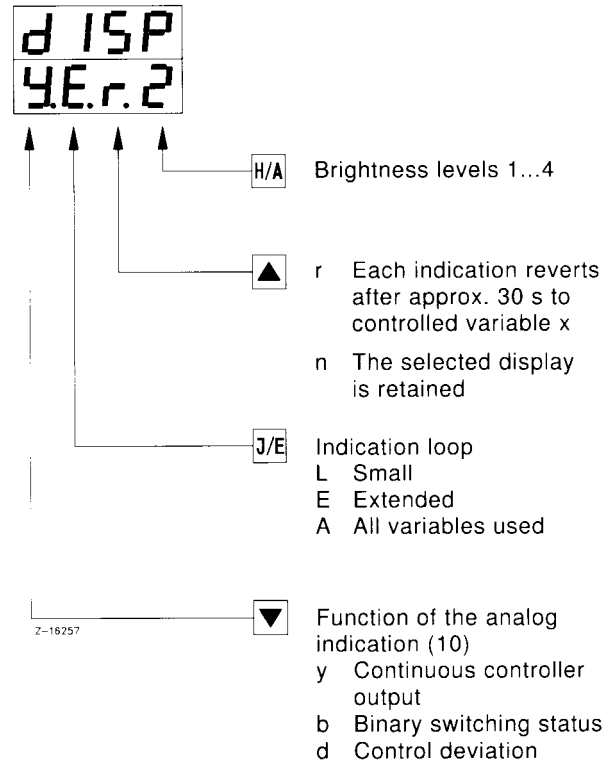 dISP
y.E.r.2
H/A Brightness levels 1...4
▲ r Each indication reverts
after approx. 30 s to
controlled variable x
n The selected display
is retained
J/E Indication loop
L Small
E Extended
A All variables used
Z-16257
▼ Function of the analog
indication (10)
y Continuous controller
output
b Binary switching status
d Control deviation